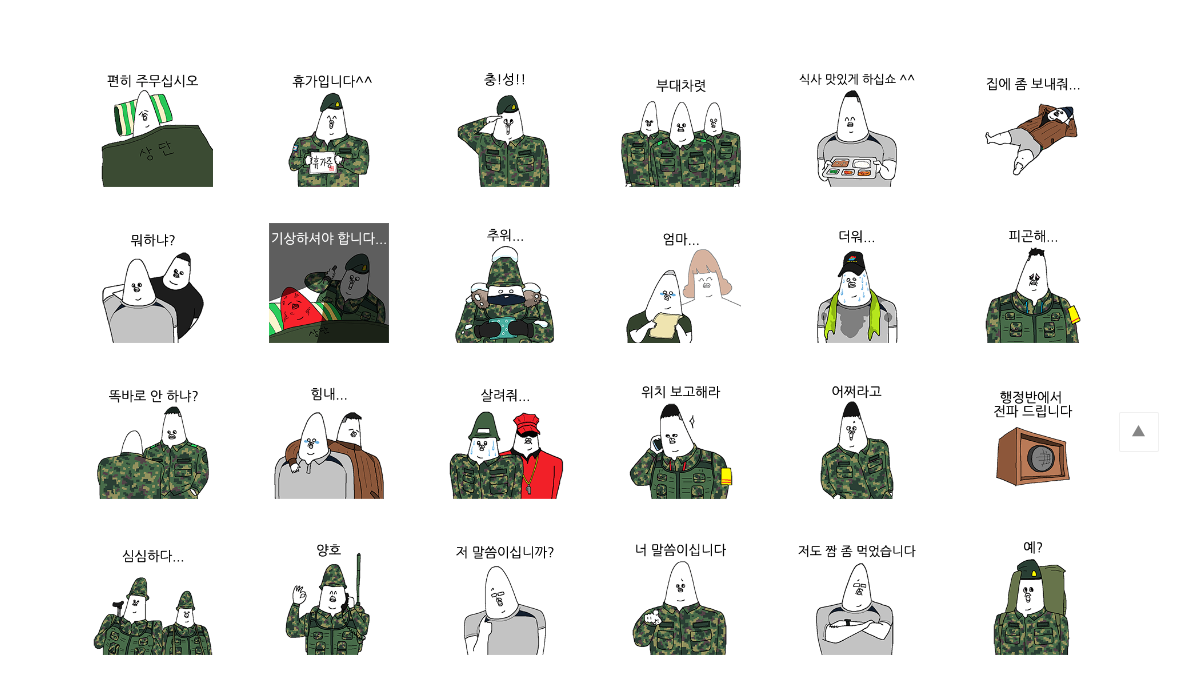 편히 주무십시오
상단
휴가입니다^^
휴가증
충!성!!
부대차렷
식사 맛있게 하십쇼 ^^
집에 좀 보내줘...
뭐하냐?
기상하셔야 합니다...
상단
추워...
엄마...
더워...
피곤해...
똑바로 안 하냐?
힘내...
살려줘...
위치 보고해라
어쩌라고
행정반에서
전파 드립니다
심심하다...
양호
저 말씀이십니까?
너 말씀이십니다
저도 짬 좀 먹었습니다
예?